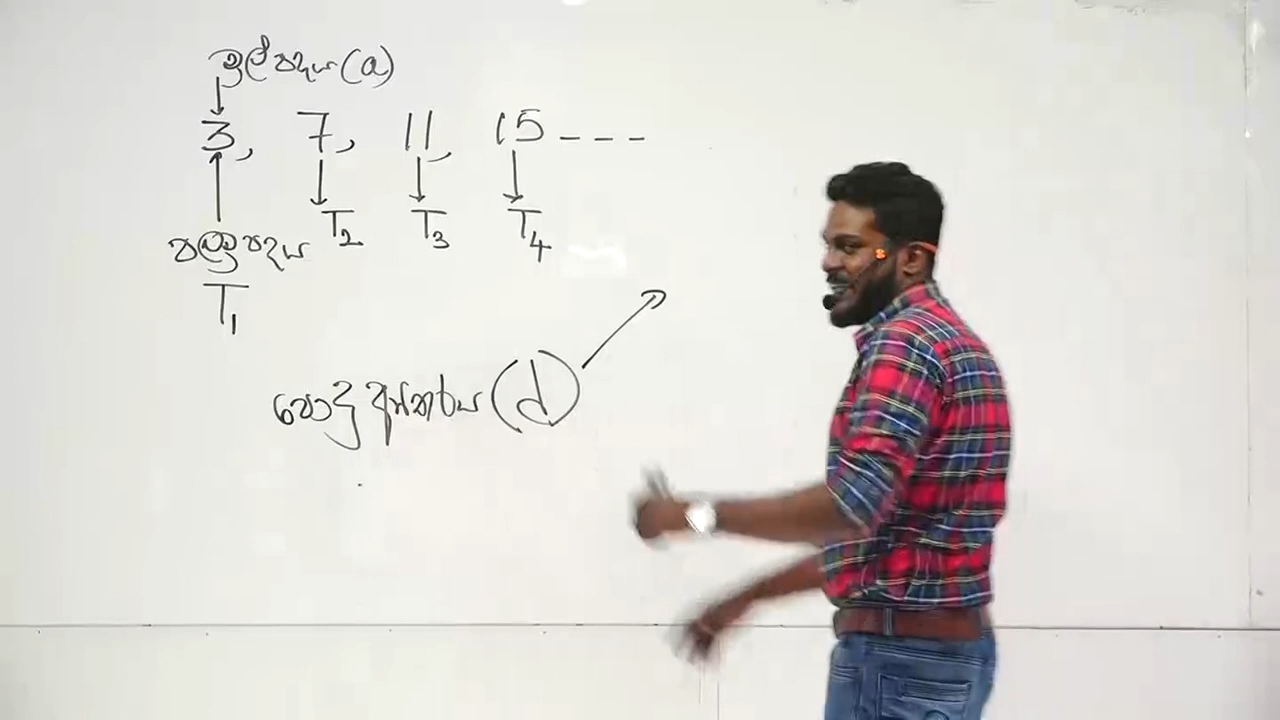 මුල් පදය (a)
3, 7, 11, 15 - - -
T₂ T₃ T₄
පළමු පදය
T₁
පොදු අන්තරය (d)